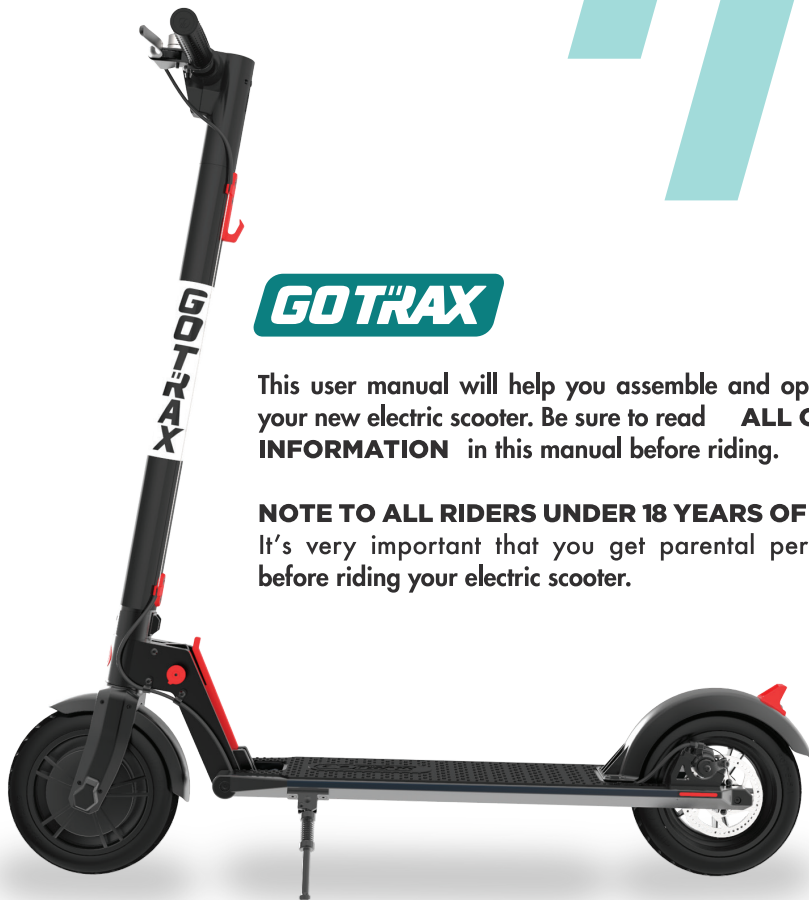 GOTRAX
GOTRAX
This user manual will help you assemble and op
your new electric scooter. Be sure to read ALL
INFORMATION in this manual before riding.
NOTE TO ALL RIDERS UNDER 18 YEARS OF
It's very important that you get parental per
before riding your electric scooter.